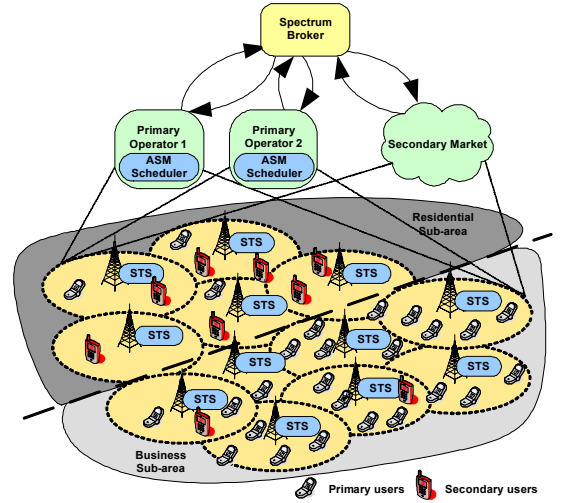 Spectrum
Broker
Primary
Operator 1
ASM
Scheduler
Primary
Operator 2
ASM
Scheduler
Secondary Market
Residential
Sub-area
STS
STS
STS
STS
STS
STS
STS
STS
STS
STS
STS
STS
Business
Sub-area
Primary users
Secondary users